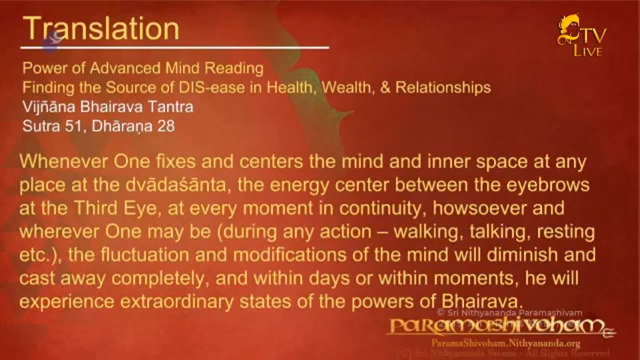 Translation
TV
LIVE
Power of Advanced Mind Reading
Finding the Source of DIS-ease in Health, Wealth, & Relationships
Vijñāna Bhairava Tantra
Sutra 51, Dhāraṇa 28
Whenever One fixes and centers the mind and inner space at any
place at the dvādaśānta, the energy center between the eyebrows
at the Third Eye, at every moment in continuity, howsoever and
wherever One may be (during any action – walking, talking, resting
etc.), the fluctuation and modifications of the mind will diminish and
cast away completely, and within days or within moments, he will
experience extraordinary states of the powers of Bhairava.
© Sri Nithyananda Paramashivam
paramashivoham
ParamaShivoham.Nithyananda.org
(C) Sri Nithyananda Swami - All Rights Reserved